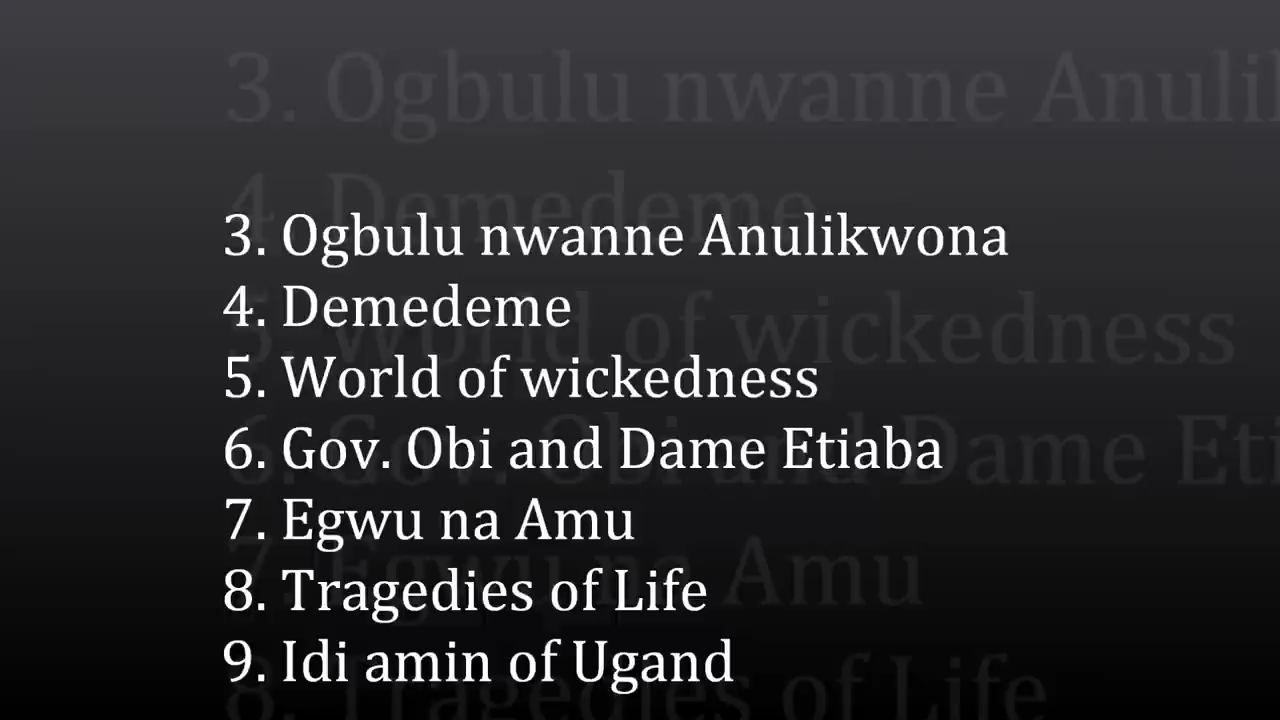 3. Ogbulu nwanne Anulikwona
4. Demedeme
5. World of wickedness
6. Gov. Obi and Dame Etiaba
7. Egwu na Amu
8. Tragedies of Life
9. Idi amin of Ugand